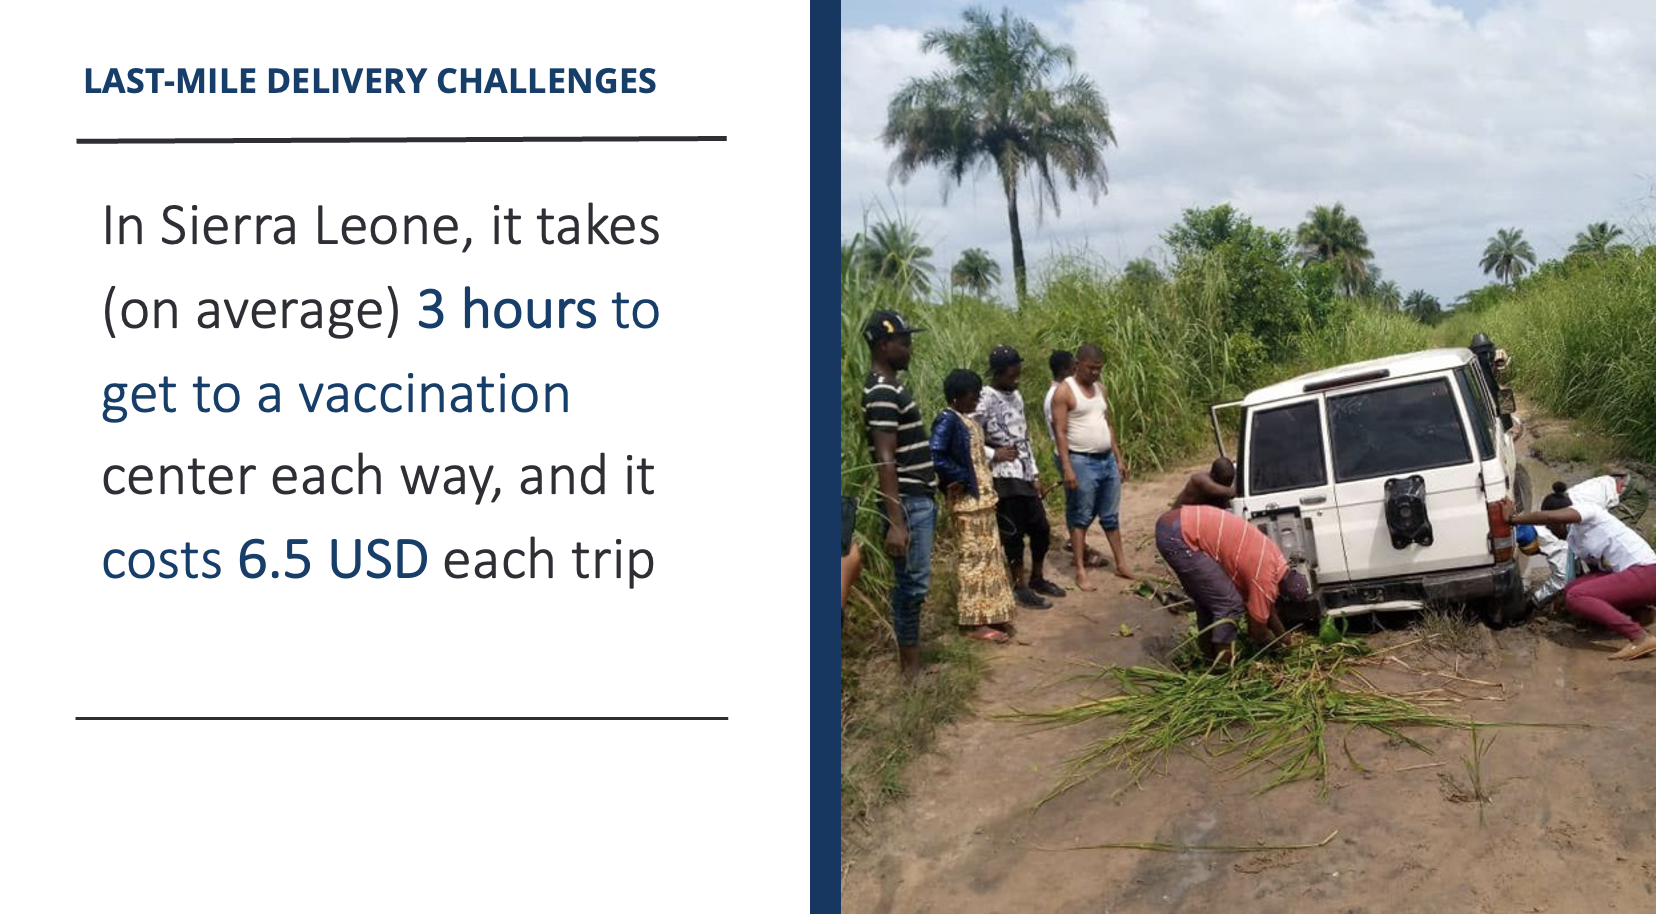 LAST-MILE DELIVERY CHALLENGES
In Sierra Leone, it takes
(on average) 3 hours to
get to a vaccination
center each way, and it
costs 6.5 USD each trip